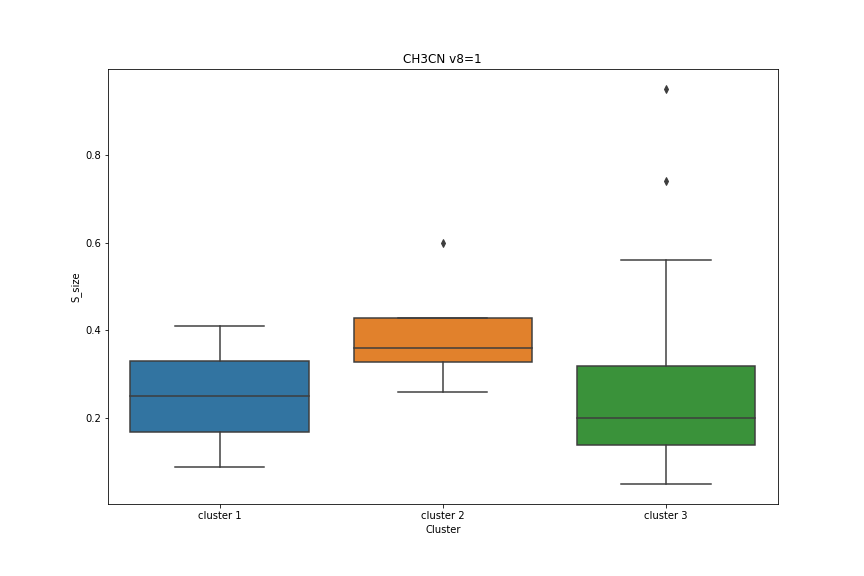 CH3CN v8=1
S_size
0.8
0.6
0.4
0.2
cluster 1
cluster 2
cluster 3
Cluster